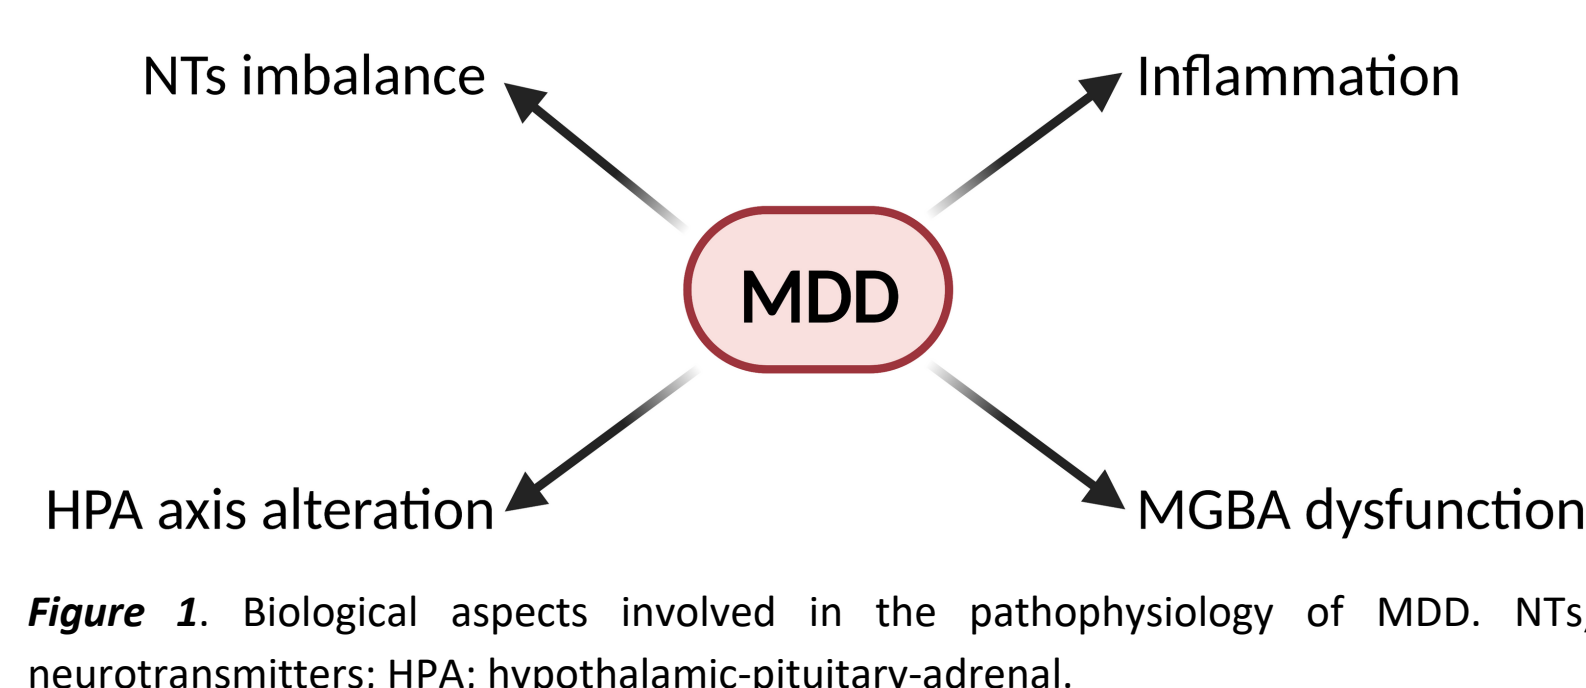 NTs imbalance
Inflammation
MDD
HPA axis alteration
MGBA dysfunction
Figure 1. Biological aspects involved in the pathophysiology of MDD. NTs,
neurotransmitters; HPA: hypothalamic-pituitary-adrenal.